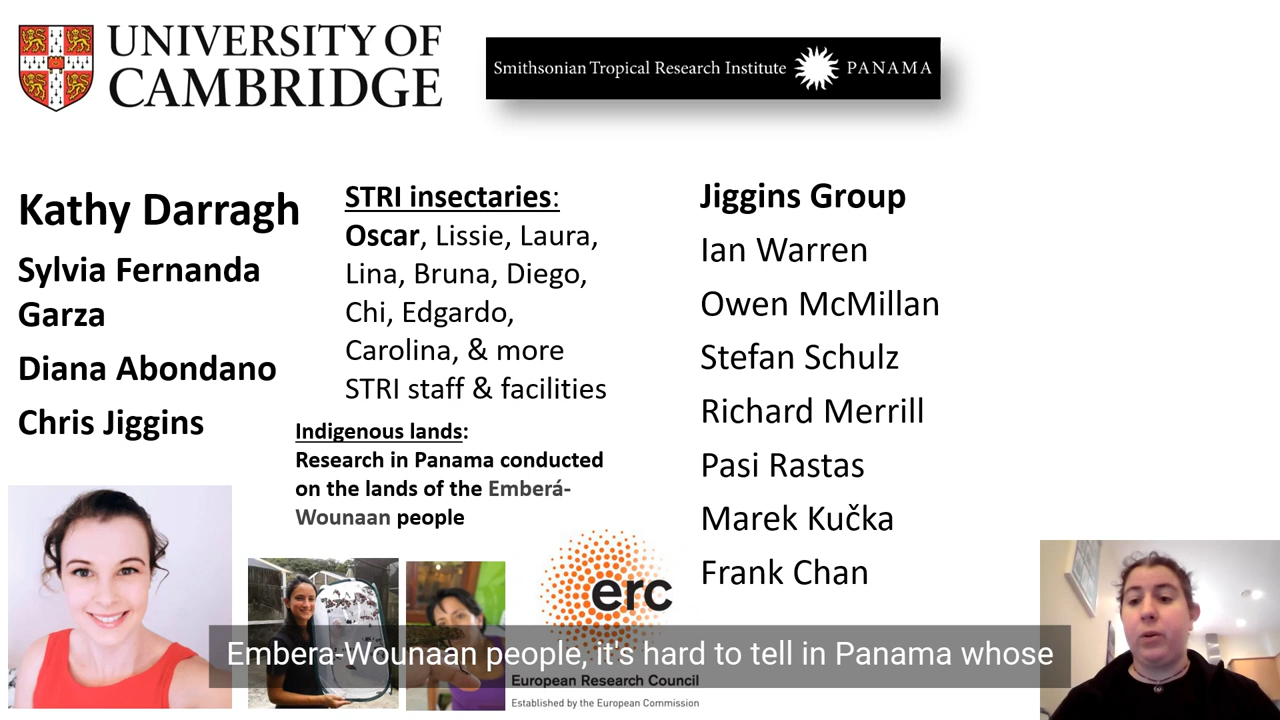 UNIVERSITY OF
CAMBRIDGE
Smithsonian Tropical Research Institute PANAMA
Kathy Darragh
Sylvia Fernanda
Garza
Diana Abondano
Chris Jiggins
STRI insectaries:
Oscar, Lissie, Laura,
Lina, Bruna, Diego,
Chi, Edgardo,
Carolina, & more
STRI staff & facilities
Indigenous lands:
Research in Panama conducted
on the lands of the Emberá-
Wounaan people
Jiggins Group
Ian Warren
Owen McMillan
Stefan Schulz
Richard Merrill
Pasi Rastas
Marek Kučka
Frank Chan
erc
European Research Council
Established by the European Commission
Embera-Wounaan people, it's hard to tell in Panama whose